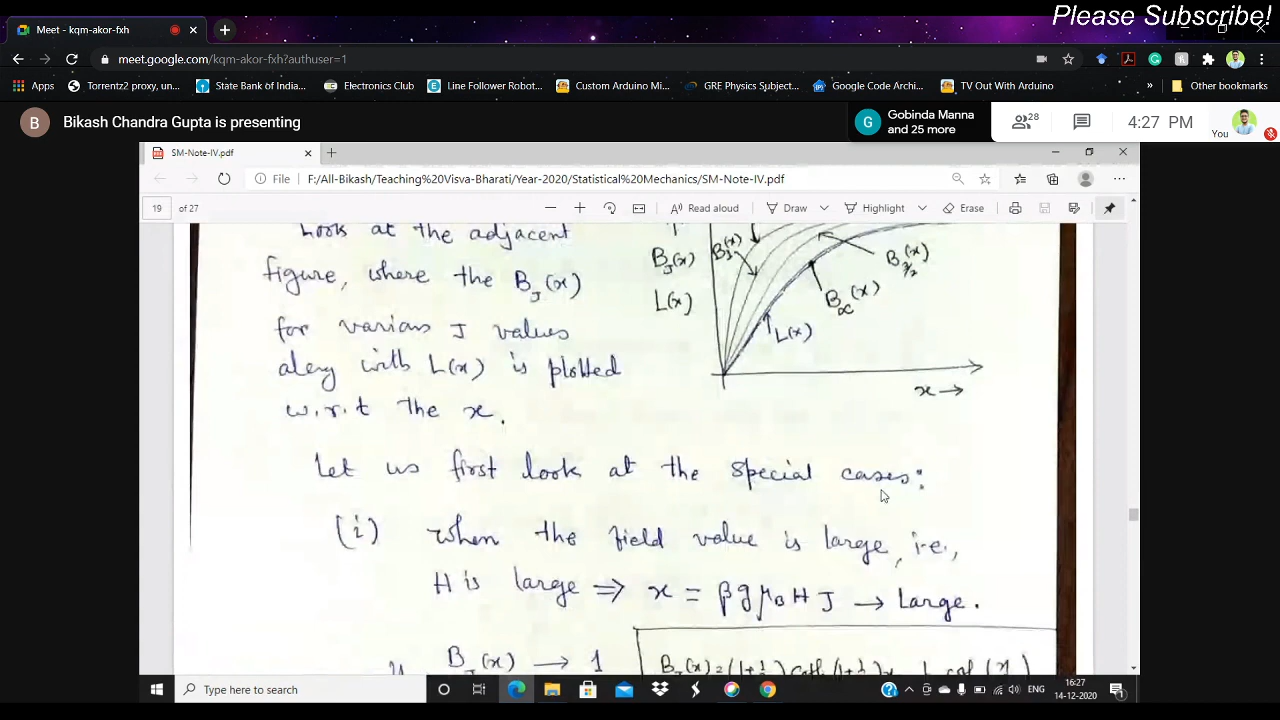 Please Subscribe!
Meet - kqm-akor-fxh
meet.google.com/kqm-akor-fxh?authuser=1
Apps Torrentz2 proxy, un... State Bank of India... Electronics Club Line Follower Robot... Custom Arduino Mi... GRE Physics Subject... Google Code Archi... TV Out With Arduino » Other bookmarks
B Bikash Chandra Gupta is presenting
G Gobinda Manna
and 25 more
28
4:27 PM
You
SM-Note-IV.pdf
File F:/All-Bikash/Teaching%20Visva-Bharati/Year-2020/Statistical%20Mechanics/SM-Note-IV.pdf
19 of 27 Read aloud Draw Highlight Erase
Look at the adjacent
figure, where the B_J(x)
for varians J values
along with L(x) is plotted
w.r.t the x.
B_J(x)
L(x)
B_{3/2}(x)
B_∝(x)
L(x)
x →
Let us first look at the special cases:
(i) When the field value is large, i.e.,
H is large ⇒ x = βgμ_B H J → Large.
B_J(x) → 1
Type here to search
ENG
16:27
14-12-2020